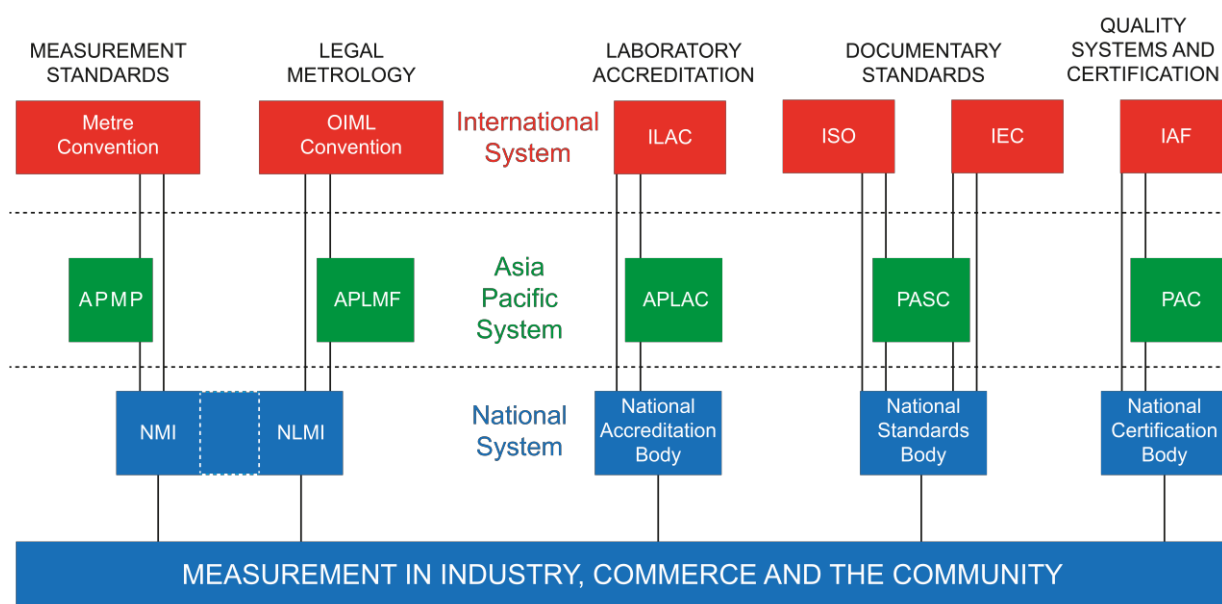 MEASUREMENT
STANDARDS
LEGAL
METROLOGY
LABORATORY
ACCREDITATION
DOCUMENTARY
STANDARDS
QUALITY
SYSTEMS AND
CERTIFICATION
Metre
Convention
OIML
Convention
International
System
ILAC
ISO
IEC
IAF
APMP
APLMF
Asia
Pacific
System
APLAC
PASC
PAC
NMI
NLMI
National
System
National
Accreditation
Body
National
Standards
Body
National
Certification
Body
MEASUREMENT IN INDUSTRY, COMMERCE AND THE COMMUNITY